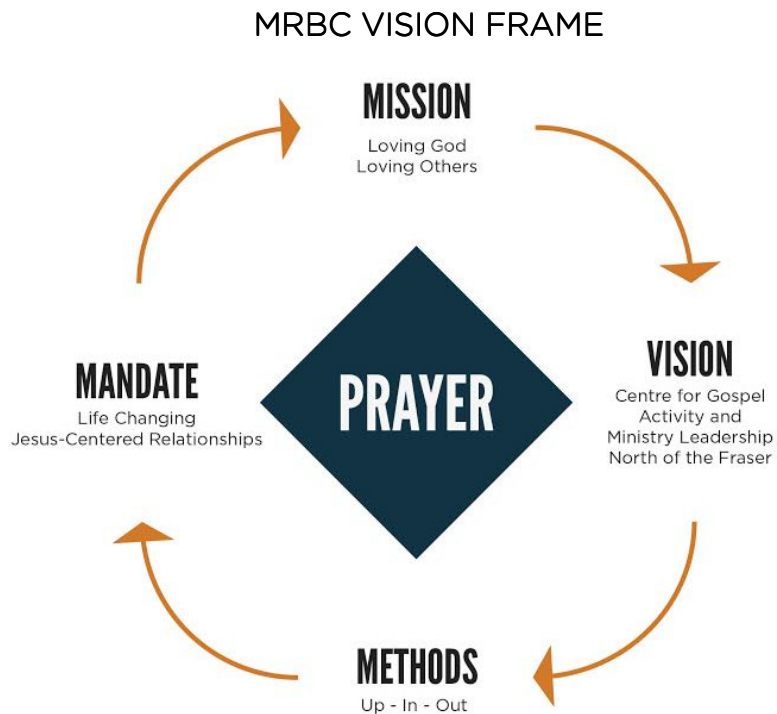 MRBC VISION FRAME
MISSION
Loving God
Loving Others
VISION
Centre for Gospel
Activity and
Ministry Leadership
North of the Fraser
PRAYER
MANDATE
Life Changing
Jesus-Centered Relationships
METHODS
Up - In - Out